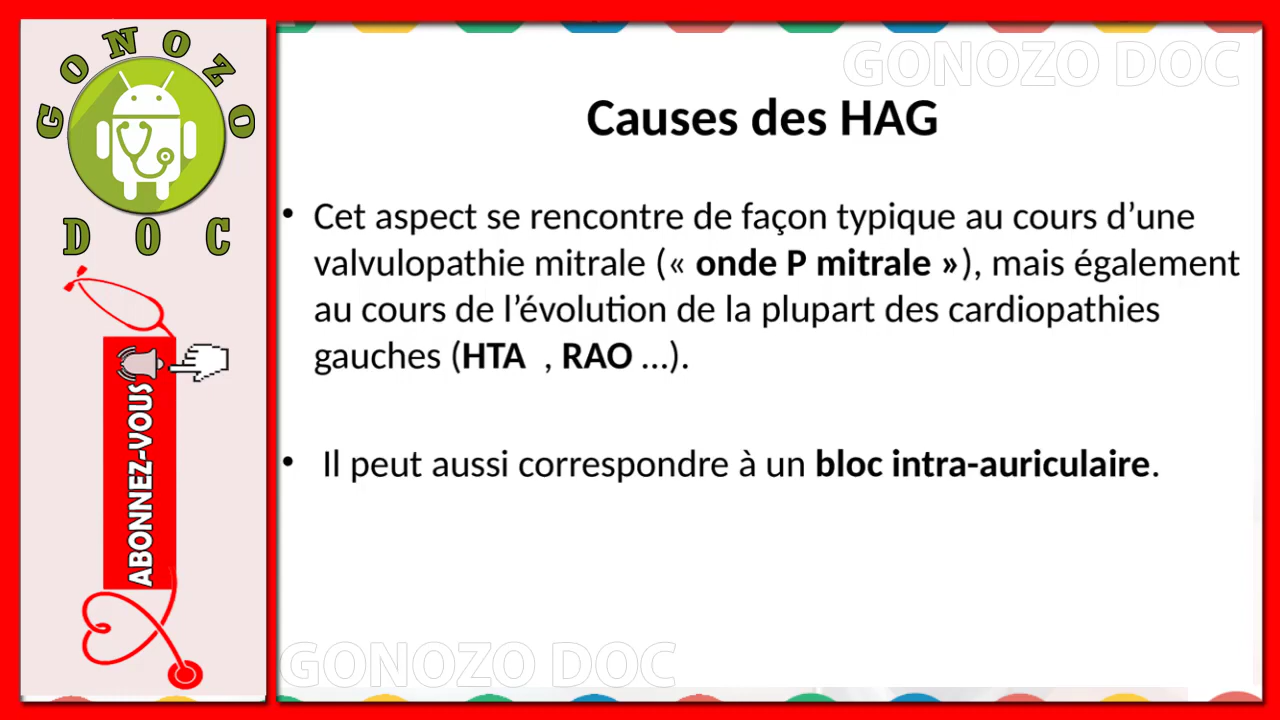 GONOZO
DOC
ABONNEZ-VOUS
GONOZO DOC
Causes des HAG
• Cet aspect se rencontre de façon typique au cours d’une
valvulopathie mitrale (« onde P mitrale »), mais également
au cours de l’évolution de la plupart des cardiopathies
gauches (HTA , RAO ...).
• Il peut aussi correspondre à un bloc intra-auriculaire.
GONOZO DOC